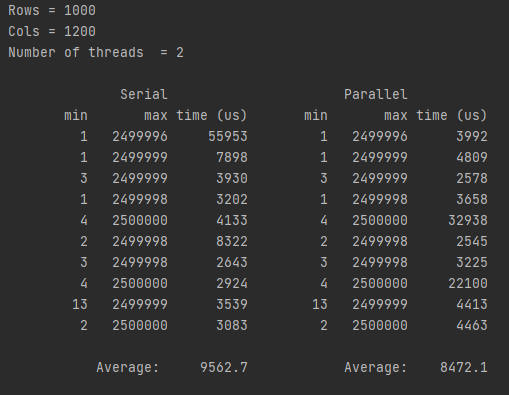 Rows = 1000
Cols = 1200
Number of threads  = 2
Serial Parallel
min max time (us) min max time (us)
1 2499996 55953 1 2499996 3992
1 2499999 7898 1 2499999 4809
3 2499999 3930 3 2499999 2578
1 2499998 3202 1 2499998 3658
4 2500000 4133 4 2500000 32938
2 2499998 8322 2 2499998 2545
3 2499998 2643 3 2499998 3225
4 2500000 2924 4 2500000 22100
13 2499999 3539 13 2499999 4413
2 2500000 3083 2 2500000 4463
Average: 9562.7 Average: 8472.1